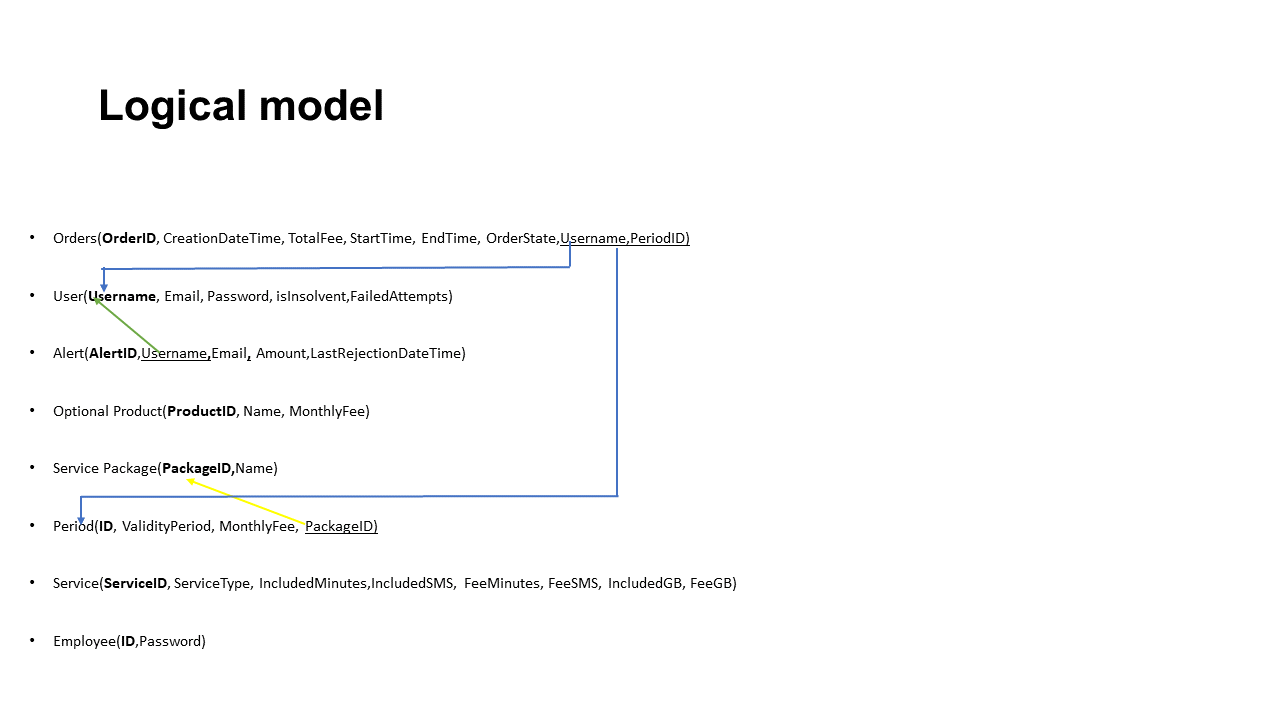 Logical model
• Orders(OrderID, CreationDateTime, TotalFee, StartTime, EndTime, OrderState,Username,PeriodID)
• User(Username, Email, Password, isInsolvent,FailedAttempts)
• Alert(AlertID,Username,Email, Amount,LastRejectionDateTime)
• Optional Product(ProductID, Name, MonthlyFee)
• Service Package(PackageID,Name)
• Period(ID, ValidityPeriod, MonthlyFee, PackageID)
• Service(ServiceID, ServiceType, IncludedMinutes,IncludedSMS, FeeMinutes, FeeSMS, IncludedGB, FeeGB)
• Employee(ID,Password)